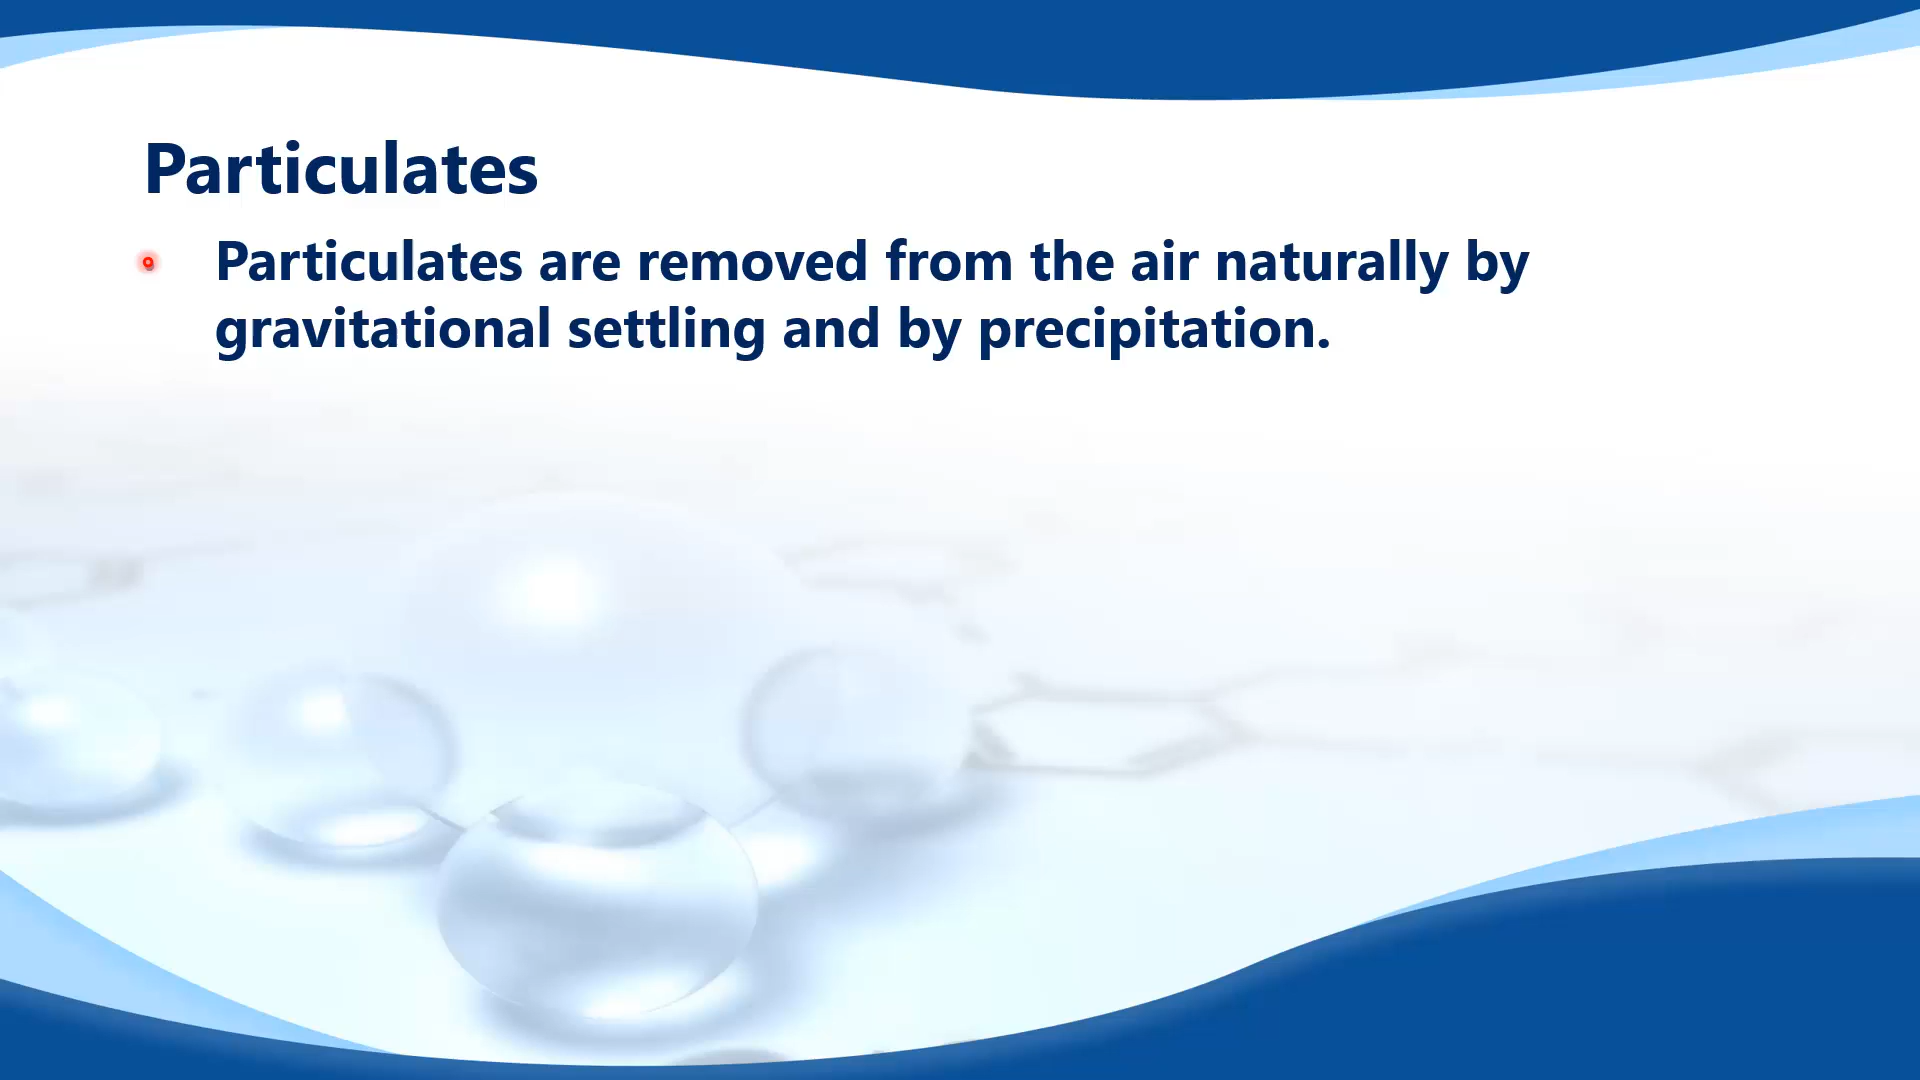 Particulates
Particulates are removed from the air naturally by
gravitational settling and by precipitation.